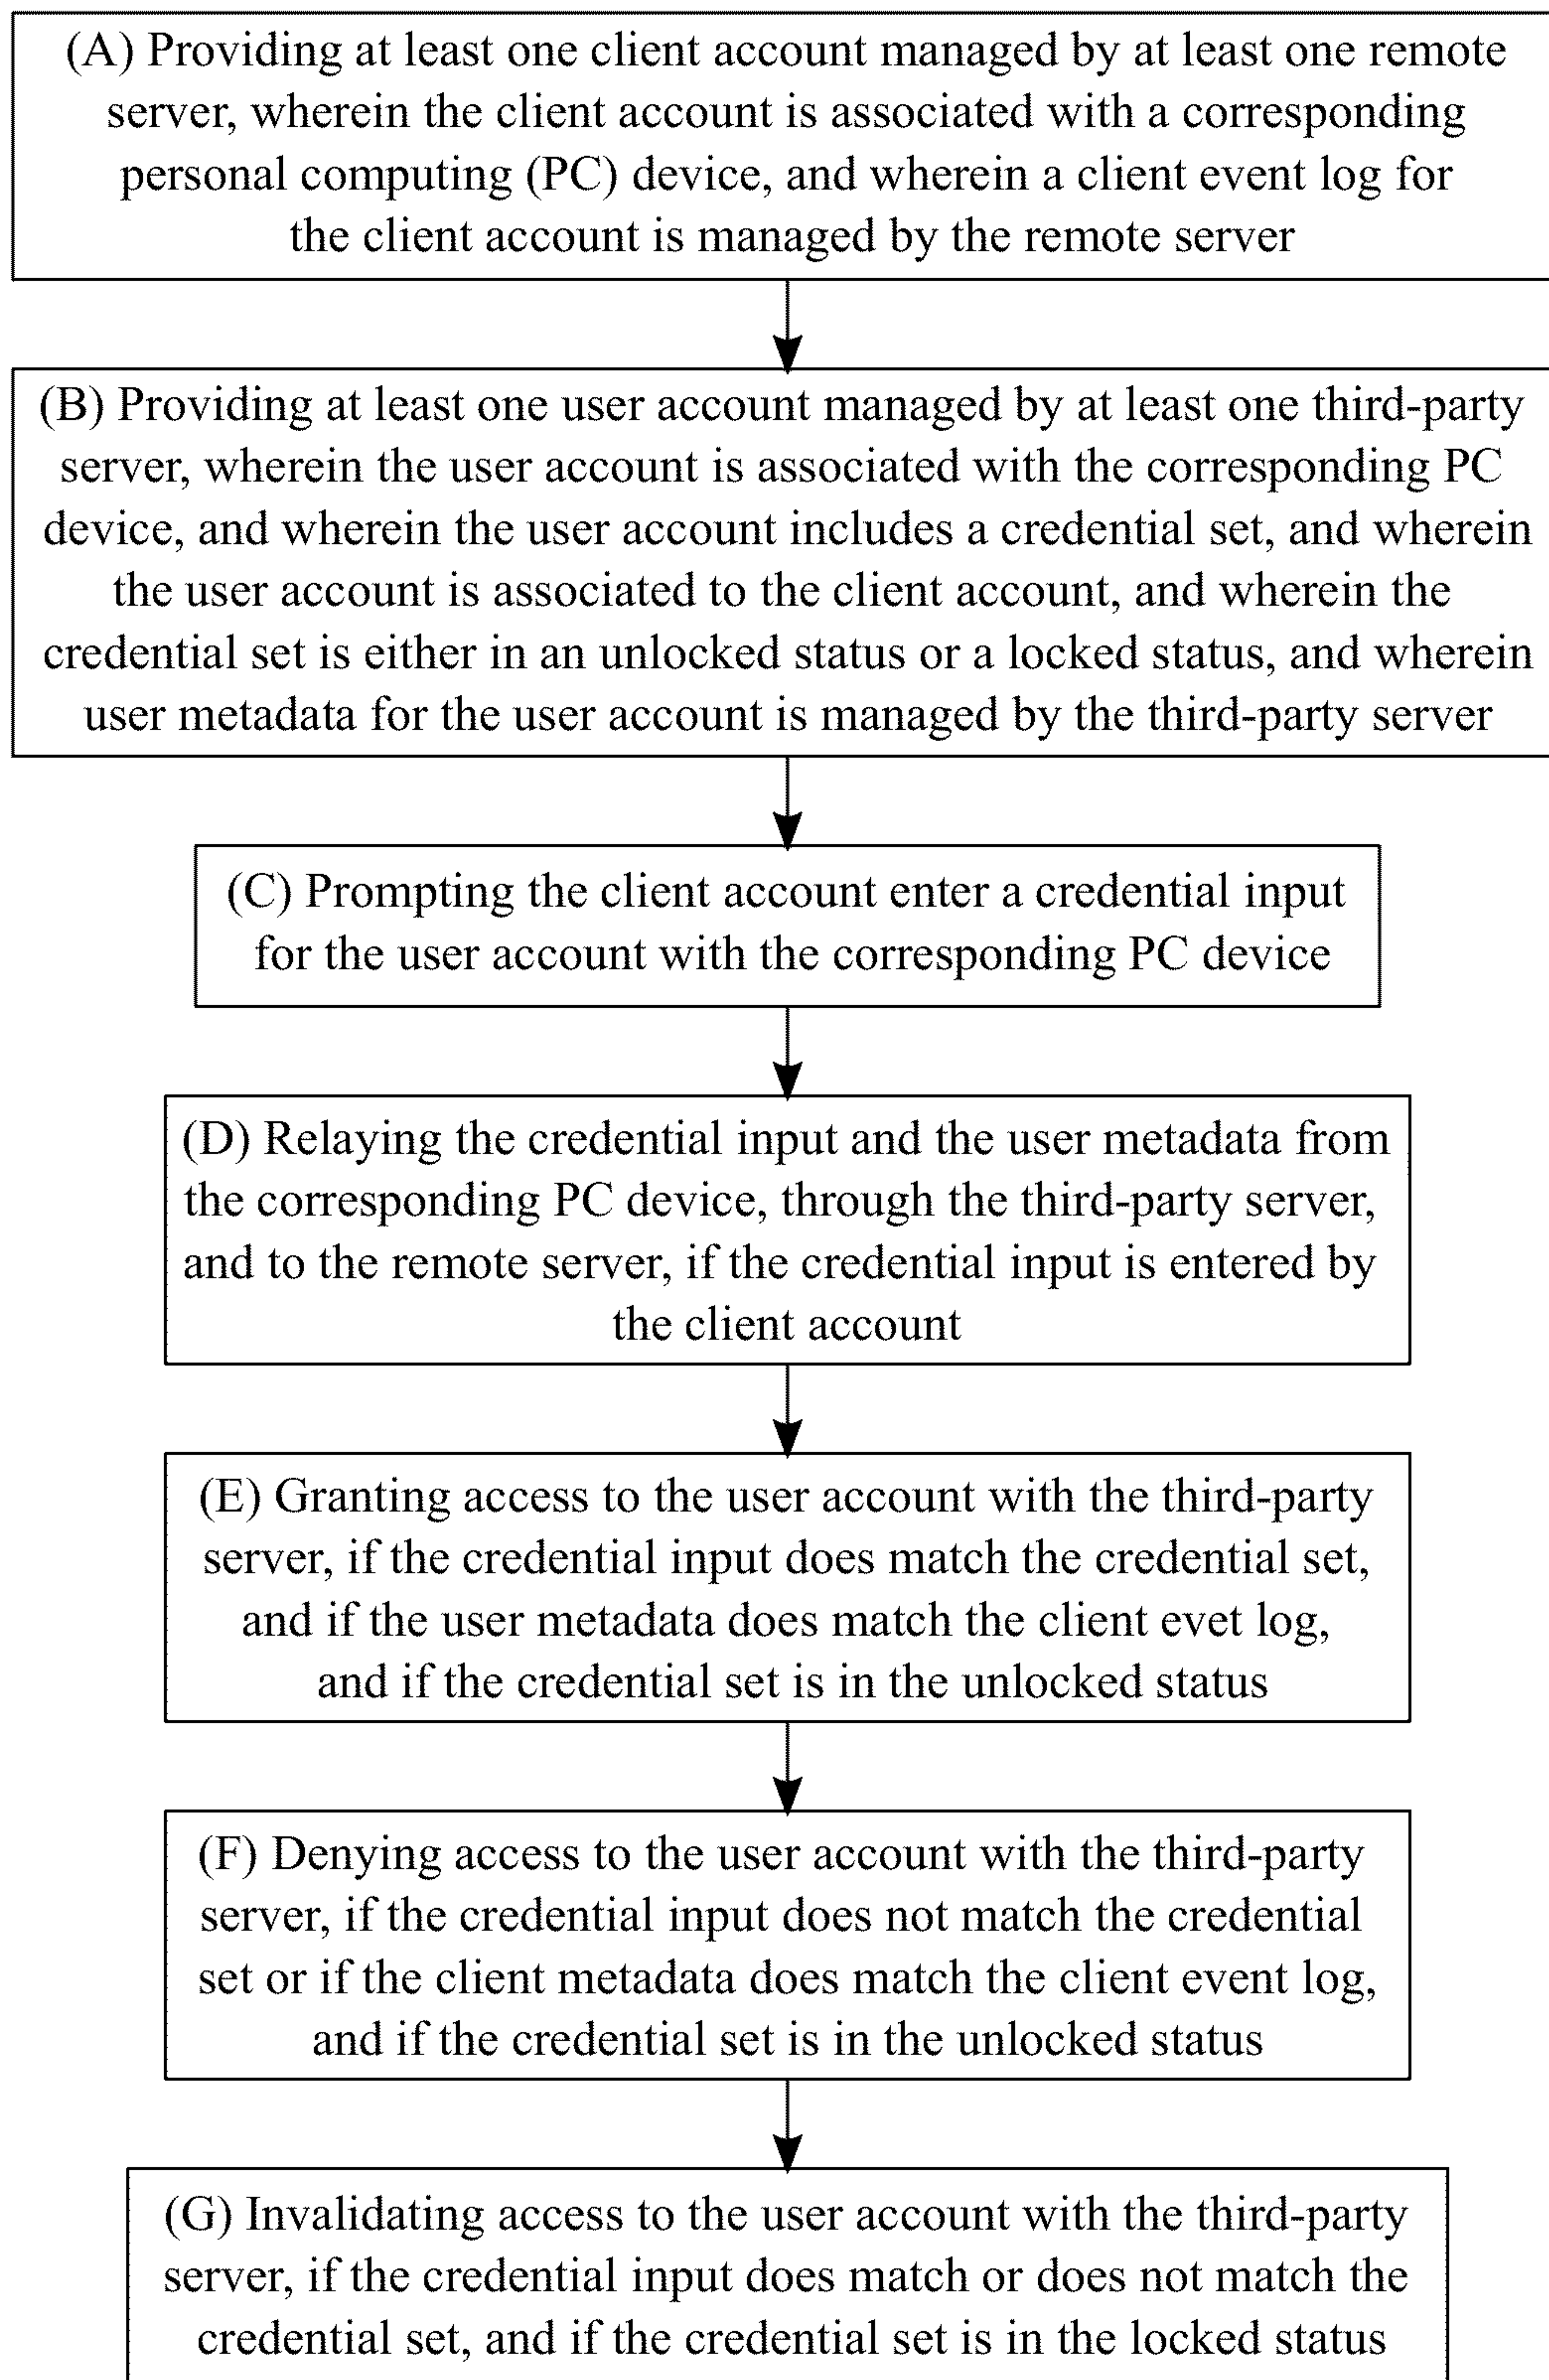 (A) Providing at least one client account managed by at least one remote
server, wherein the client account is associated with a corresponding
personal computing (PC) device, and wherein a client event log for
the client account is managed by the remote server
(B) Providing at least one user account managed by at least one third-party
server, wherein the user account is associated with the corresponding PC
device, and wherein the user account includes a credential set, and wherein
the user account is associated to the client account, and wherein the
credential set is either in an unlocked status or a locked status, and wherein
user metadata for the user account is managed by the third-party server
(C) Prompting the client account enter a credential input
for the user account with the corresponding PC device
(D) Relaying the credential input and the user metadata from
the corresponding PC device, through the third-party server,
and to the remote server, if the credential input is entered by
the client account
(E) Granting access to the user account with the third-party
server, if the credential input does match the credential set,
and if the user metadata does match the client evet log,
and if the credential set is in the unlocked status
(F) Denying access to the user account with the third-party
server, if the credential input does not match the credential
set or if the client metadata does match the client event log,
and if the credential set is in the unlocked status
(G) Invalidating access to the user account with the third-party
server, if the credential input does match or does not match the
credential set, and if the credential set is in the locked status